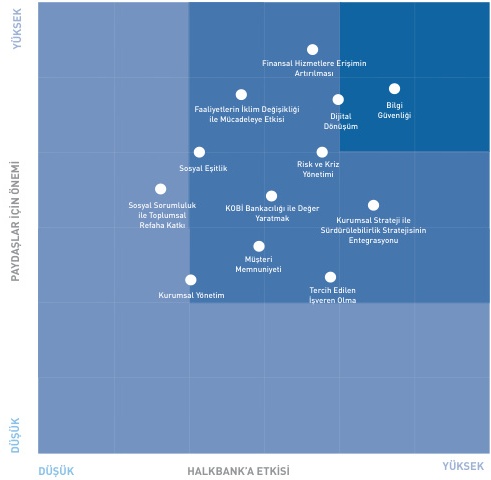 YÜKSEK
Finansal Hizmetlere Erişimin
Artırılması
Faaliyetlerin İklim Değişikliği
ile Mücadeleye Etkisi
Dijital
Dönüşüm
Bilgi
Güvenliği
Sosyal Eşitlik
Risk ve Kriz
Yönetimi
PAYDAŞLAR İÇİN ÖNEMİ
Sosyal Sorumluluk
ile Toplumsal
Refaha Katkı
KOBİ Bankacılığı ile Değer
Yaratmak
Kurumsal Strateji ile
Sürdürülebilirlik Stratejisinin
Entegrasyonu
Müşteri
Memnuniyeti
Kurumsal Yönetim
Tercih Edilen
İşveren Olma
DÜŞÜK
DÜŞÜK
HALKBANK'A ETKİSİ
YÜKSEK